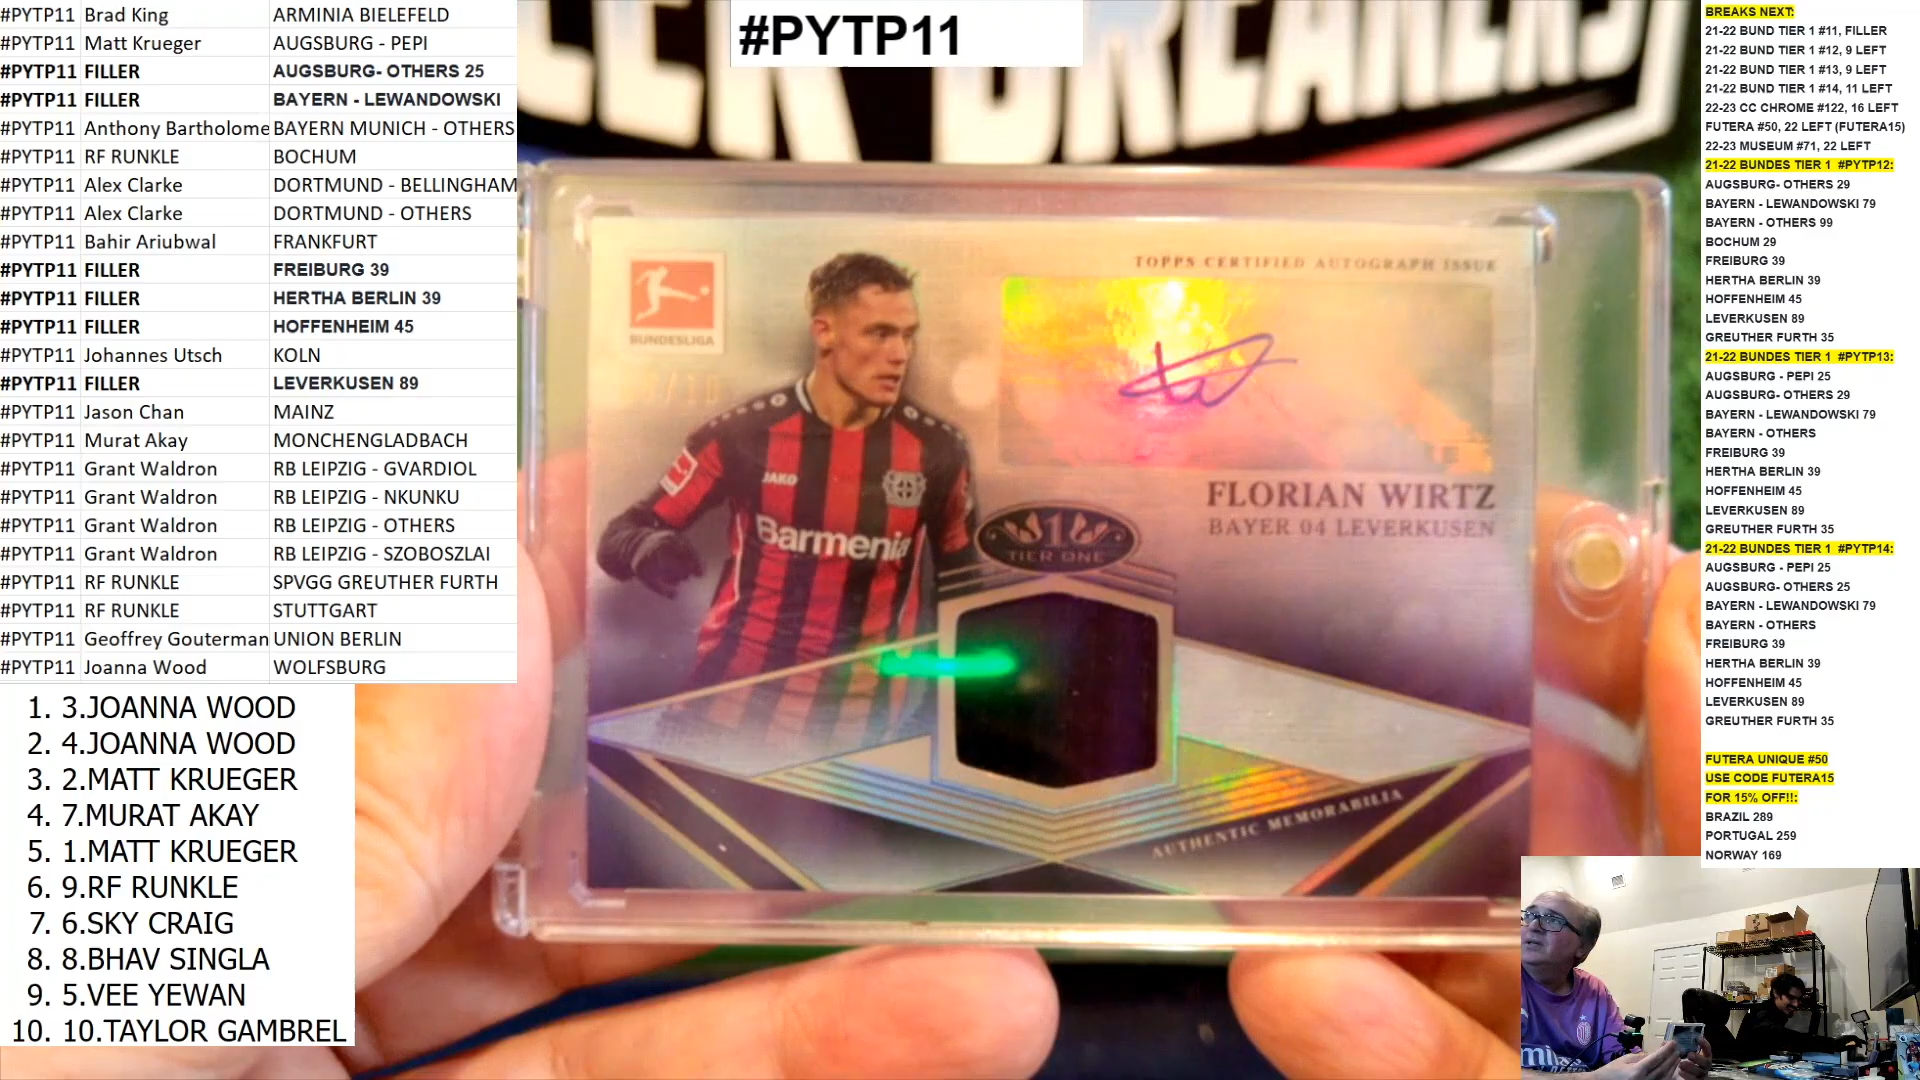 #PYTP11 Brad King ARMINIA BIELEFELD
#PYTP11 Matt Krueger AUGSBURG - PEPI
#PYTP11 FILLER AUGSBURG- OTHERS 25
#PYTP11 FILLER BAYERN - LEWANDOWSKI
#PYTP11 Anthony Bartholome BAYERN MUNICH - OTHERS
#PYTP11 RF RUNKLE BOCHUM
#PYTP11 Alex Clarke DORTMUND - BELLINGHAM
#PYTP11 Alex Clarke DORTMUND - OTHERS
#PYTP11 Bahir Ariubwal FRANKFURT
#PYTP11 FILLER FREIBURG 39
#PYTP11 FILLER HERTHA BERLIN 39
#PYTP11 FILLER HOFFENHEIM 45
#PYTP11 Johannes Utsch KOLN
#PYTP11 FILLER LEVERKUSEN 89
#PYTP11 Jason Chan MAINZ
#PYTP11 Murat Akay MONCHENGLADBACH
#PYTP11 Grant Waldron RB LEIPZIG - GVARDIOL
#PYTP11 Grant Waldron RB LEIPZIG - NKUNKU
#PYTP11 Grant Waldron RB LEIPZIG - OTHERS
#PYTP11 Grant Waldron RB LEIPZIG - SZOBOSZLAI
#PYTP11 RF RUNKLE SPVGG GREUTHER FURTH
#PYTP11 RF RUNKLE STUTTGART
#PYTP11 Geoffrey Gouterman UNION BERLIN
#PYTP11 Joanna Wood WOLFSBURG
1. 3.JOANNA WOOD
2. 4.JOANNA WOOD
3. 2.MATT KRUEGER
4. 7.MURAT AKAY
5. 1.MATT KRUEGER
6. 9.RF RUNKLE
7. 6.SKY CRAIG
8. 8.BHAV SINGLA
9. 5.VEE YEWAN
10. 10.TAYLOR GAMBREL
#PYTP11
BREAKERS
BUNDESLIGA
TOPPS CERTIFIED AUTOGRAPH ISSUE
JAKO
Barmenia
FLORIAN WIRTZ
BAYER 04 LEVERKUSEN
1
TIER ONE
AUTHENTIC MEMORABILIA
BREAKS NEXT:
21-22 BUND TIER 1 #11, FILLER
21-22 BUND TIER 1 #12, 9 LEFT
21-22 BUND TIER 1 #13, 9 LEFT
21-22 BUND TIER 1 #14, 11 LEFT
22-23 CC CHROME #122, 16 LEFT
FUTERA #50, 22 LEFT (FUTERA15)
22-23 MUSEUM #71, 22 LEFT
21-22 BUNDES TIER 1 #PYTP12:
AUGSBURG- OTHERS 29
BAYERN - LEWANDOWSKI 79
BAYERN - OTHERS 99
BOCHUM 29
FREIBURG 39
HERTHA BERLIN 39
HOFFENHEIM 45
LEVERKUSEN 89
GREUTHER FURTH 35
21-22 BUNDES TIER 1 #PYTP13:
AUGSBURG - PEPI 25
AUGSBURG- OTHERS 29
BAYERN - LEWANDOWSKI 79
BAYERN - OTHERS
FREIBURG 39
HERTHA BERLIN 39
HOFFENHEIM 45
LEVERKUSEN 89
GREUTHER FURTH 35
21-22 BUNDES TIER 1 #PYTP14:
AUGSBURG - PEPI 25
AUGSBURG- OTHERS 25
BAYERN - LEWANDOWSKI 79
BAYERN - OTHERS
FREIBURG 39
HERTHA BERLIN 39
HOFFENHEIM 45
LEVERKUSEN 89
GREUTHER FURTH 35
FUTERA UNIQUE #50
USE CODE FUTERA15
FOR 15% OFF!!:
BRAZIL 289
PORTUGAL 259
NORWAY 169